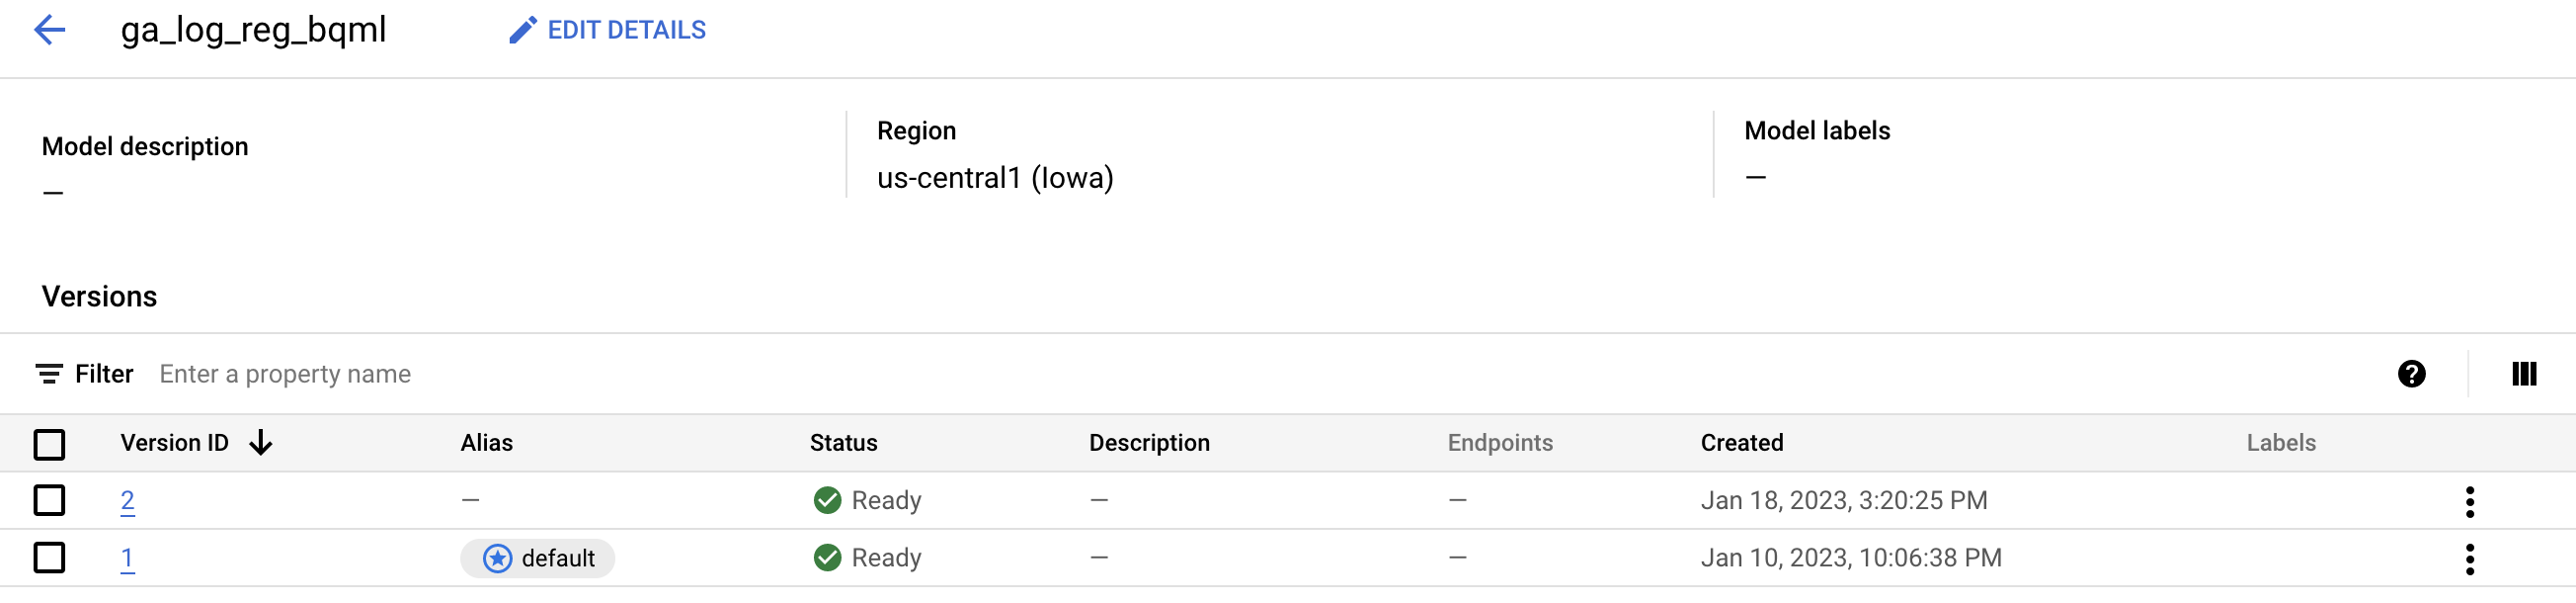 ga_log_reg_bqml EDIT DETAILS
Model description
—
Region
us-central1 (Iowa)
Model labels
—
Versions
Filter Enter a property name
Version ID Alias Status Description Endpoints Created Labels
2 — Ready — — Jan 18, 2023, 3:20:25 PM
1 default Ready — — Jan 10, 2023, 10:06:38 PM